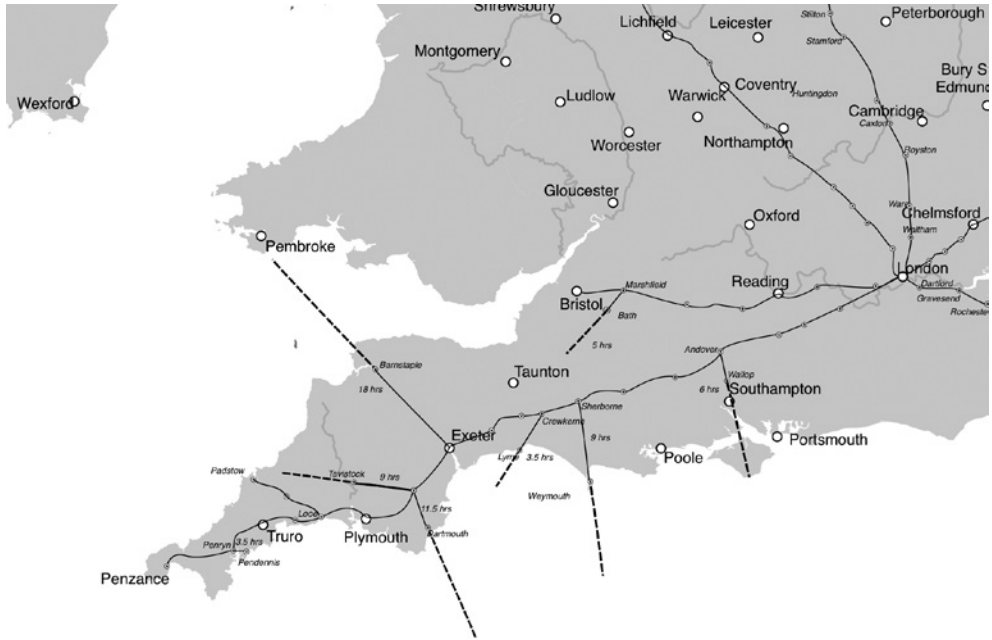 Shrewsbury
Lichfield
Leicester
Stilton
Peterborough
Stamford
Montgomery
Wexford
Ludlow
Warwick
Coventry
Huntingdon
Cambridge
Caxton
Bury S
Edmun
Worcester
Northampton
Royston
Gloucester
Oxford
Ware
Chelmsford
Waltham
Pembroke
London
Marshfield
Reading
Dartford
Gravesend
Rochester
Bristol
Bath
5 hrs
Andover
Barnstaple
18 hrs
Taunton
Wallop
6 hrs
Southampton
Sherborne
Crewkerne
Exeter
9 hrs
Portsmouth
Lyme
3.5 hrs
Poole
Padstow
Tavistock
9 hrs
Weymouth
11.5 hrs
Looe
Truro
Plymouth
Dartmouth
Penryn
3.5 hrs
Pendennis
Penzance